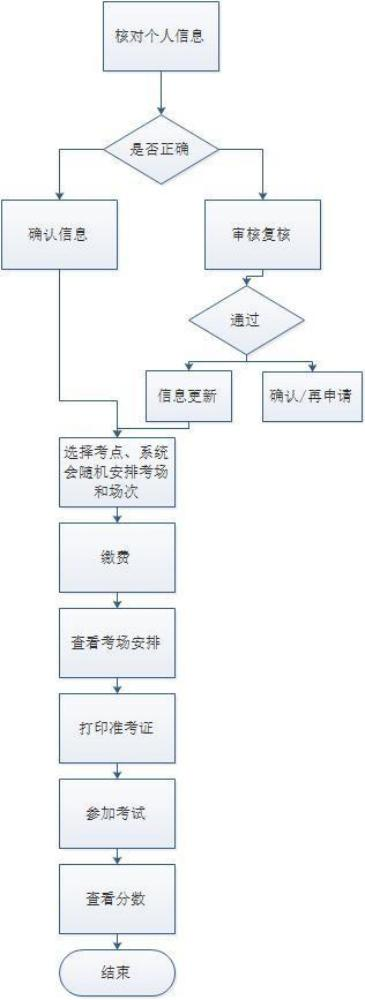 核对个人信息
是否正确
确认信息
审核复核
通过
信息更新
确认/再申请
选择考点、系统
会随机安排考场
和场次
缴费
查看考场安排
打印准考证
参加考试
查看分数
结束